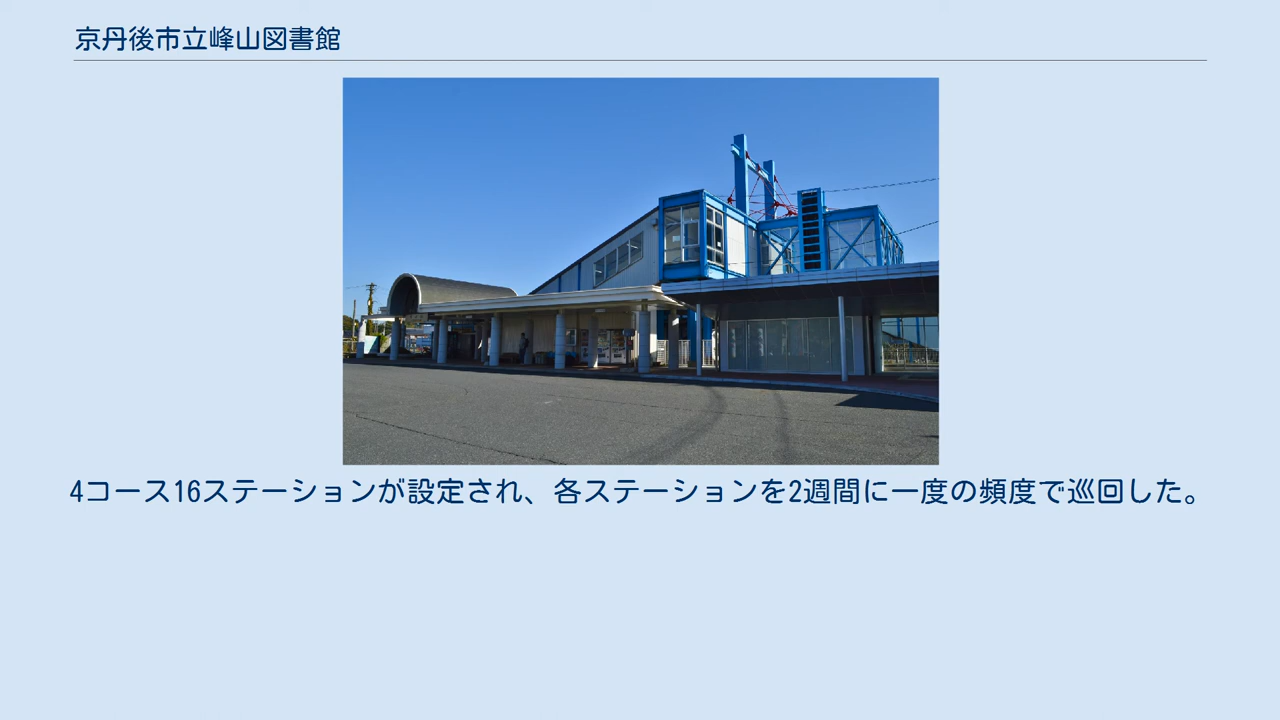 京丹後市立峰山図書館
4コース16ステーションが設定され、各ステーションを2週間に一度の頻度で巡回した。